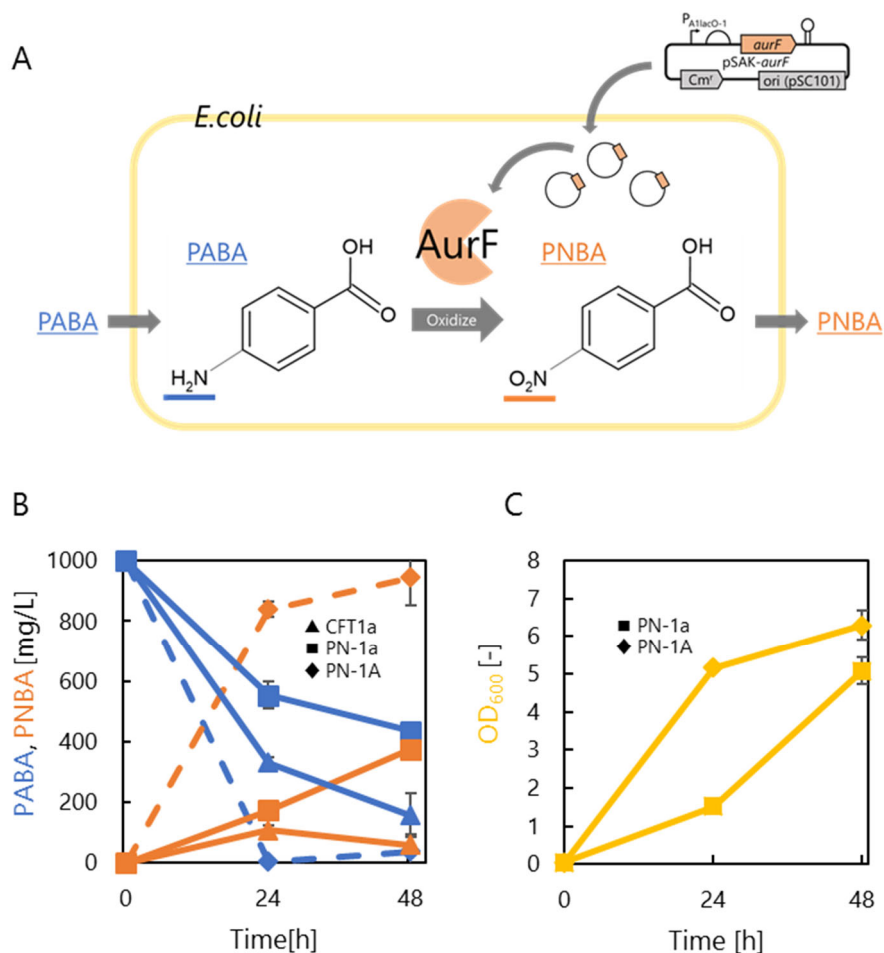 A
P_A1lacO-1
aurF
pSAK-aurF
Cmʳ
ori (pSC101)
E.coli
PABA
AurF
PNBA
OH
O
OH
O
PABA
Oxidize
PNBA
H₂N
O₂N
B
PABA, PNBA [mg/L]
1000
800
600
400
200
0
CFT1a
PN-1a
PN-1A
0
24
48
Time[h]
C
OD₆₀₀ [-]
8
7
6
5
4
3
2
1
0
PN-1a
PN-1A
0
24
48
Time [h]